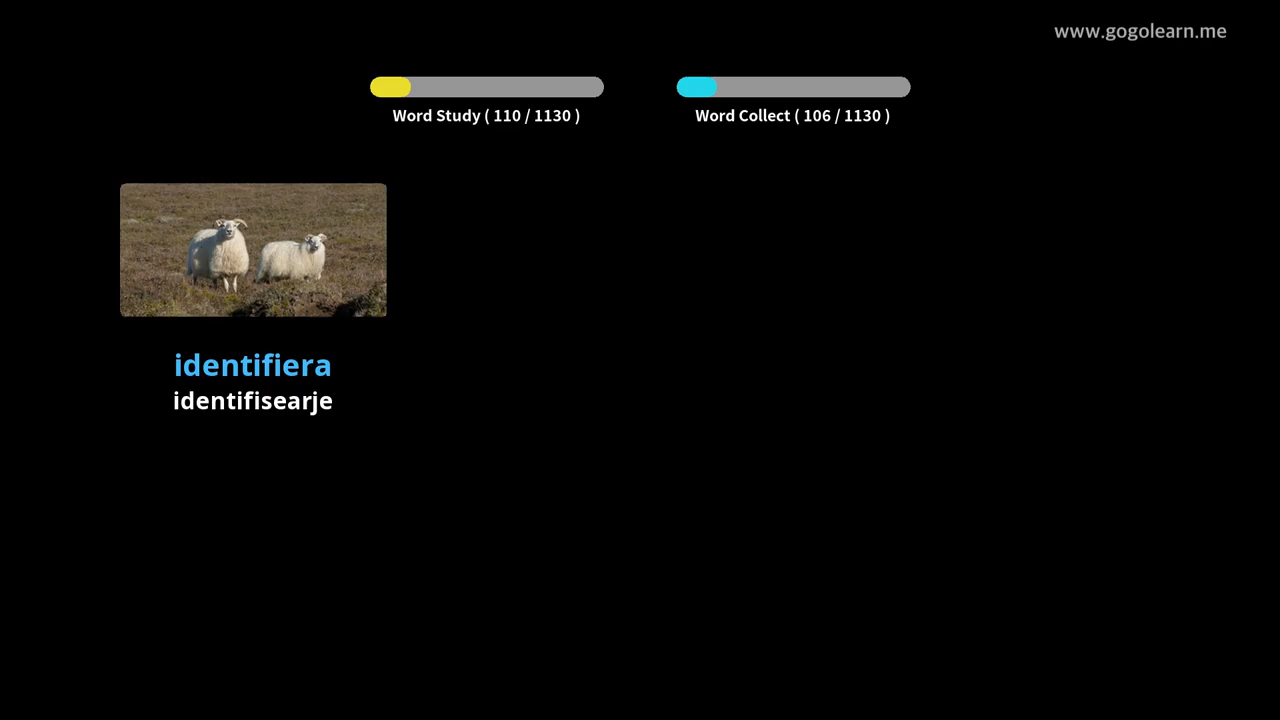 www.gogolearn.me
Word Study ( 110 / 1130 )
Word Collect ( 106 / 1130 )
identifiera
identifisearje